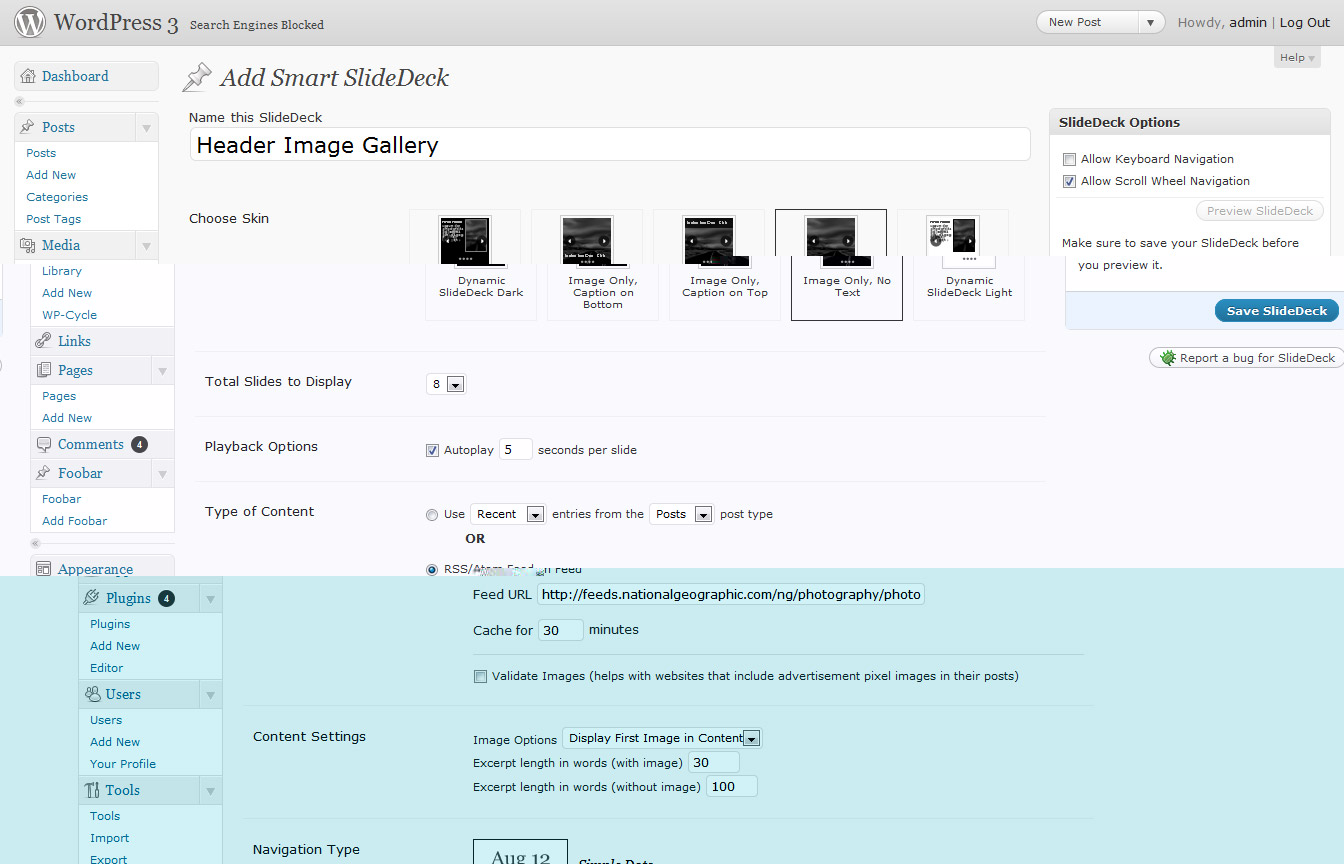 WordPress 3 Search Engines Blocked
New Post
Howdy, admin | Log Out
Help
Dashboard
Posts
Posts
Add New
Categories
Post Tags
Media
Library
Add New
WP-Cycle
Links
Pages
Pages
Add New
Comments 4
Foobar
Foobar
Add Foobar
Appearance
Plugins 4
Plugins
Add New
Editor
Users
Users
Add New
Your Profile
Tools
Tools
Import
Export
Add Smart SlideDeck
Name this SlideDeck
Header Image Gallery
Choose Skin
Dynamic
SlideDeck Dark
Image Only,
Caption on
Bottom
Image Only,
Caption on Top
Image Only, No
Text
Dynamic
SlideDeck Light
Total Slides to Display
8
Playback Options
Autoplay 5 seconds per slide
Type of Content
Use Recent entries from the Posts post type
OR
RSS/Atom Feed
Feed
Feed URL http://feeds.nationalgeographic.com/ng/photography/photo
Cache for 30 minutes
Validate Images (helps with websites that include advertisement pixel images in their posts)
Content Settings
Image Options Display First Image in Content
Excerpt length in words (with image) 30
Excerpt length in words (without image) 100
Navigation Type
Aug 12
Simple Dots
SlideDeck Options
Allow Keyboard Navigation
Allow Scroll Wheel Navigation
Preview SlideDeck
Make sure to save your SlideDeck before
you preview it.
Save SlideDeck
Report a bug for SlideDeck